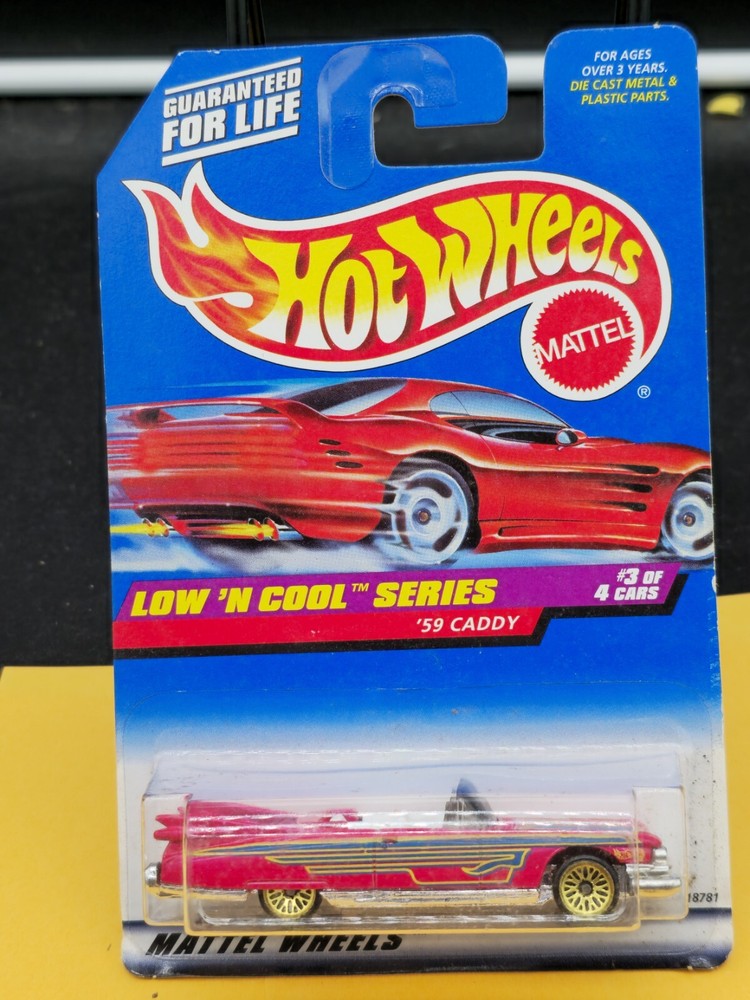 GUARANTEED
FOR LIFE
FOR AGES
OVER 3 YEARS.
DIE CAST METAL &
PLASTIC PARTS.
HOT WHEELS
MATTEL
®
LOW 'N COOL™ SERIES
#3 OF
4 CARS
'59 CADDY
18781
MATTEL WHEELS